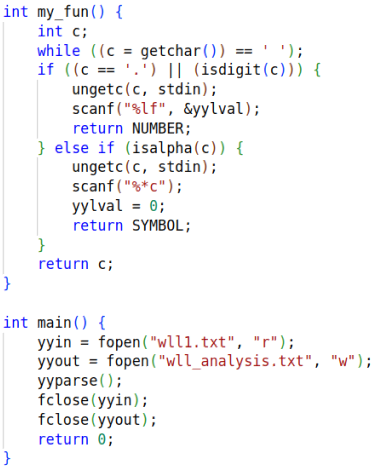 int my_fun() {
    int c;
    while ((c = getchar()) == ' ');
    if ((c == '.') || (isdigit(c))) {
        ungetc(c, stdin);
        scanf("%lf", &yylval);
        return NUMBER;
    } else if (isalpha(c)) {
        ungetc(c, stdin);
        scanf("%*c");
        yylval = 0;
        return SYMBOL;
    }
    return c;
}

int main() {
    yyin = fopen("wll1.txt", "r");
    yyout = fopen("wll_analysis.txt", "w");
    yyparse();
    fclose(yyin);
    fclose(yyout);
    return 0;
}